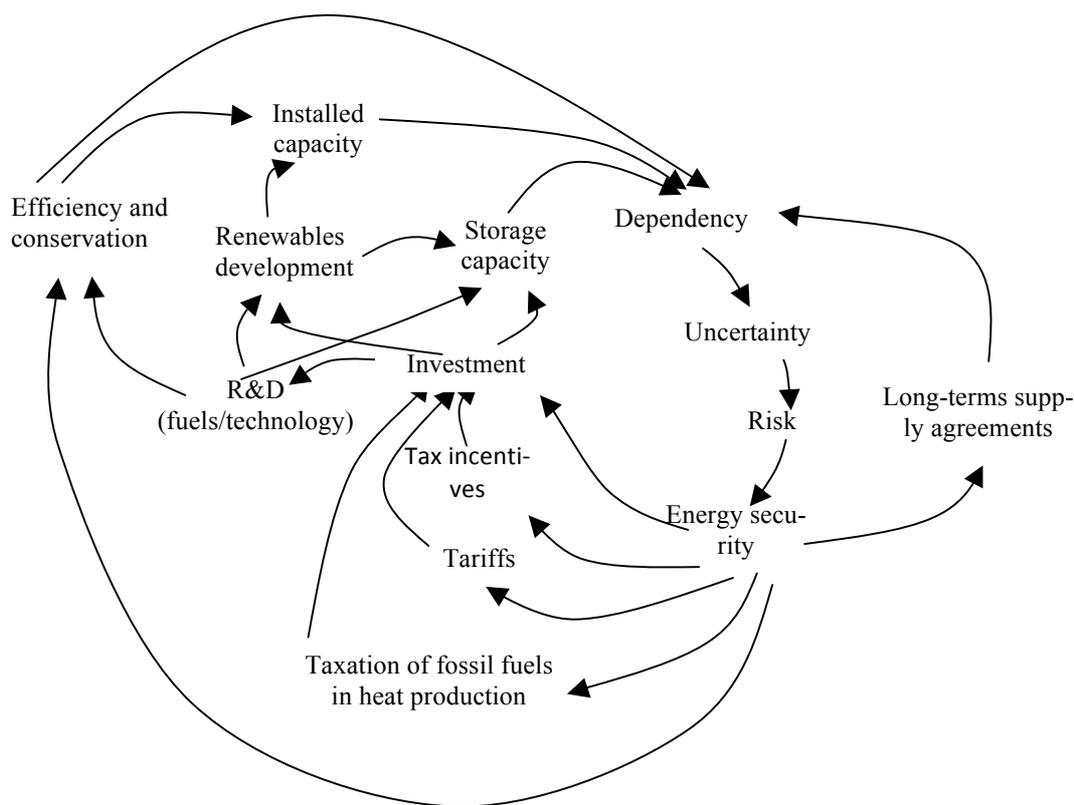 Installed
capacity
Efficiency and
conservation
Renewables
development
Storage
capacity
Dependency
Uncertainty
Investment
R&D
(fuels/technology)
Long-terms supp-
ly agreements
Risk
Tax incenti-
ves
Energy secu-
rity
Tariffs
Taxation of fossil fuels
in heat production